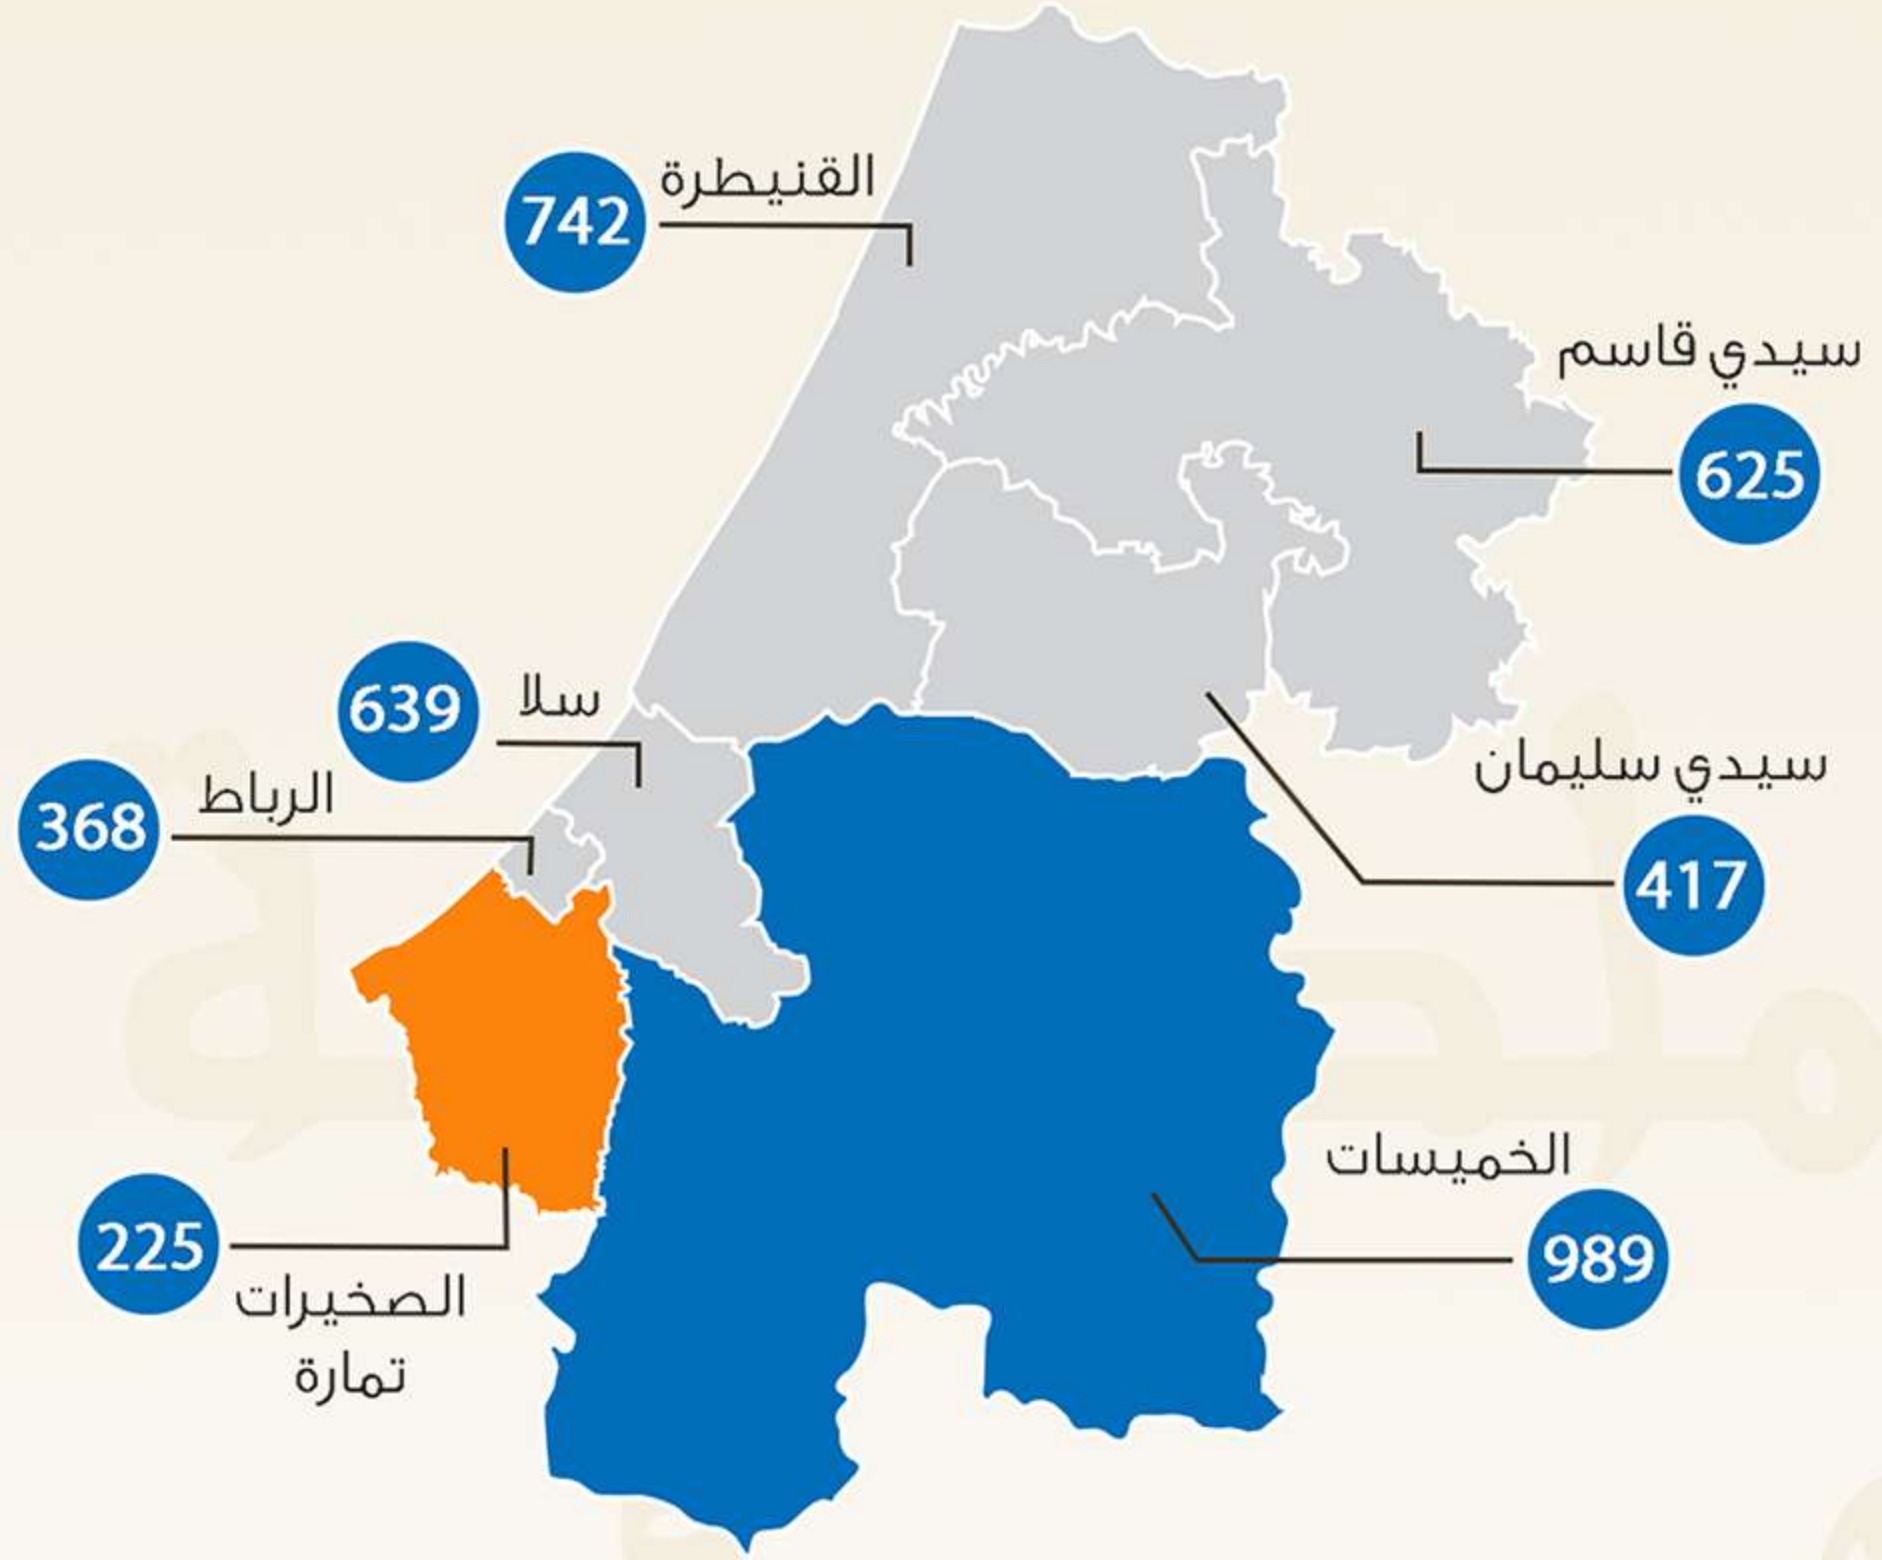 القنيطرة
742
سيدي قاسم
625
سلا
639
الرباط
368
سيدي سليمان
417
الخميسات
989
225
الصخيرات
تمارة